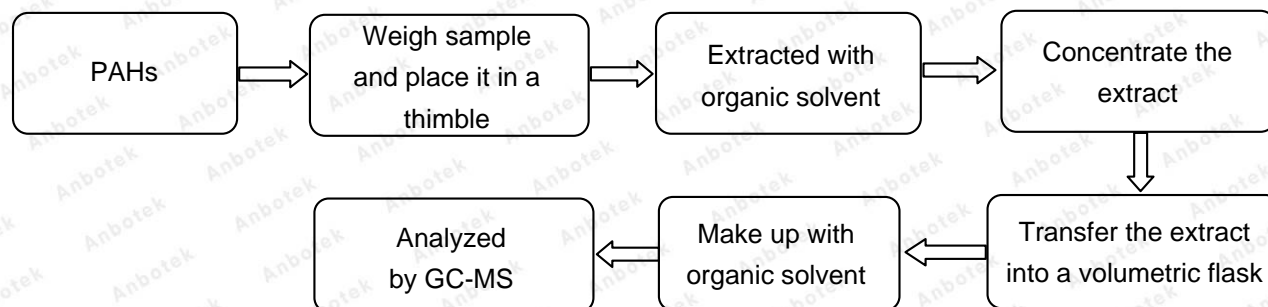 PAHs
Weigh sample
and place it in a
thimble
Extracted with
organic solvent
Concentrate the
extract
Transfer the extract
into a volumetric flask
Make up with
organic solvent
Analyzed
by GC-MS
Anbotek